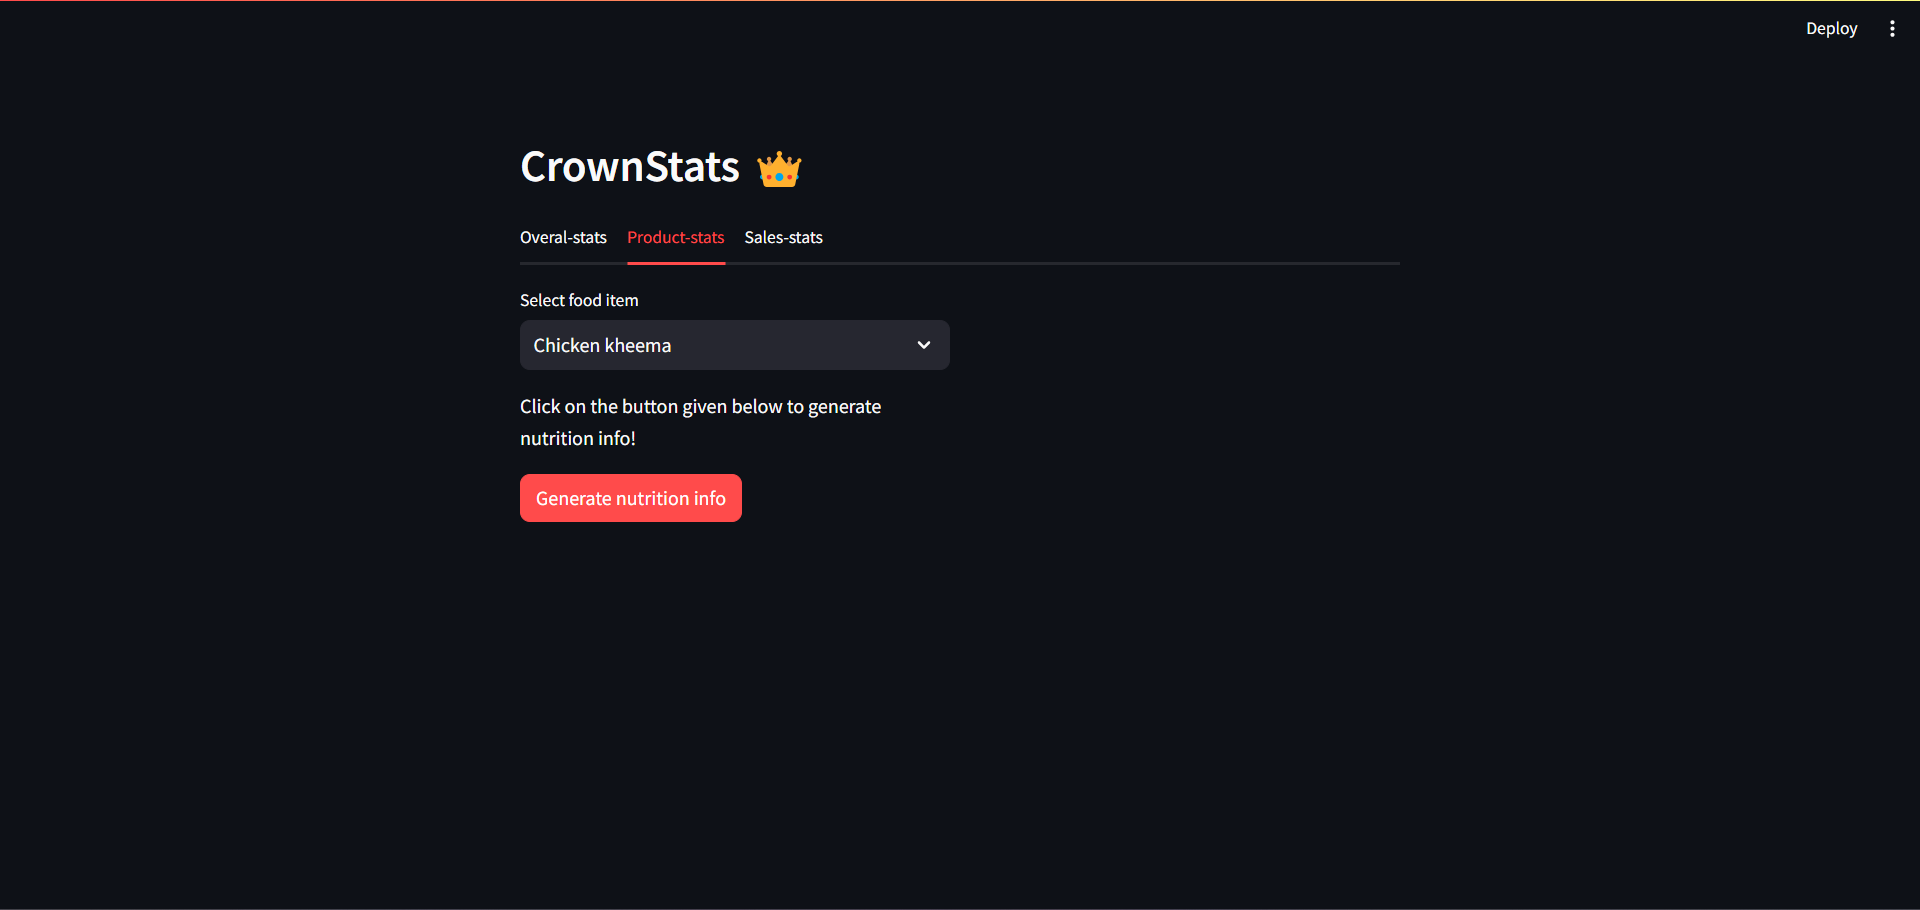 Deploy
CrownStats
Overal-stats Product-stats Sales-stats
Select food item
Chicken kheema
Click on the button given below to generate
nutrition info!
Generate nutrition info